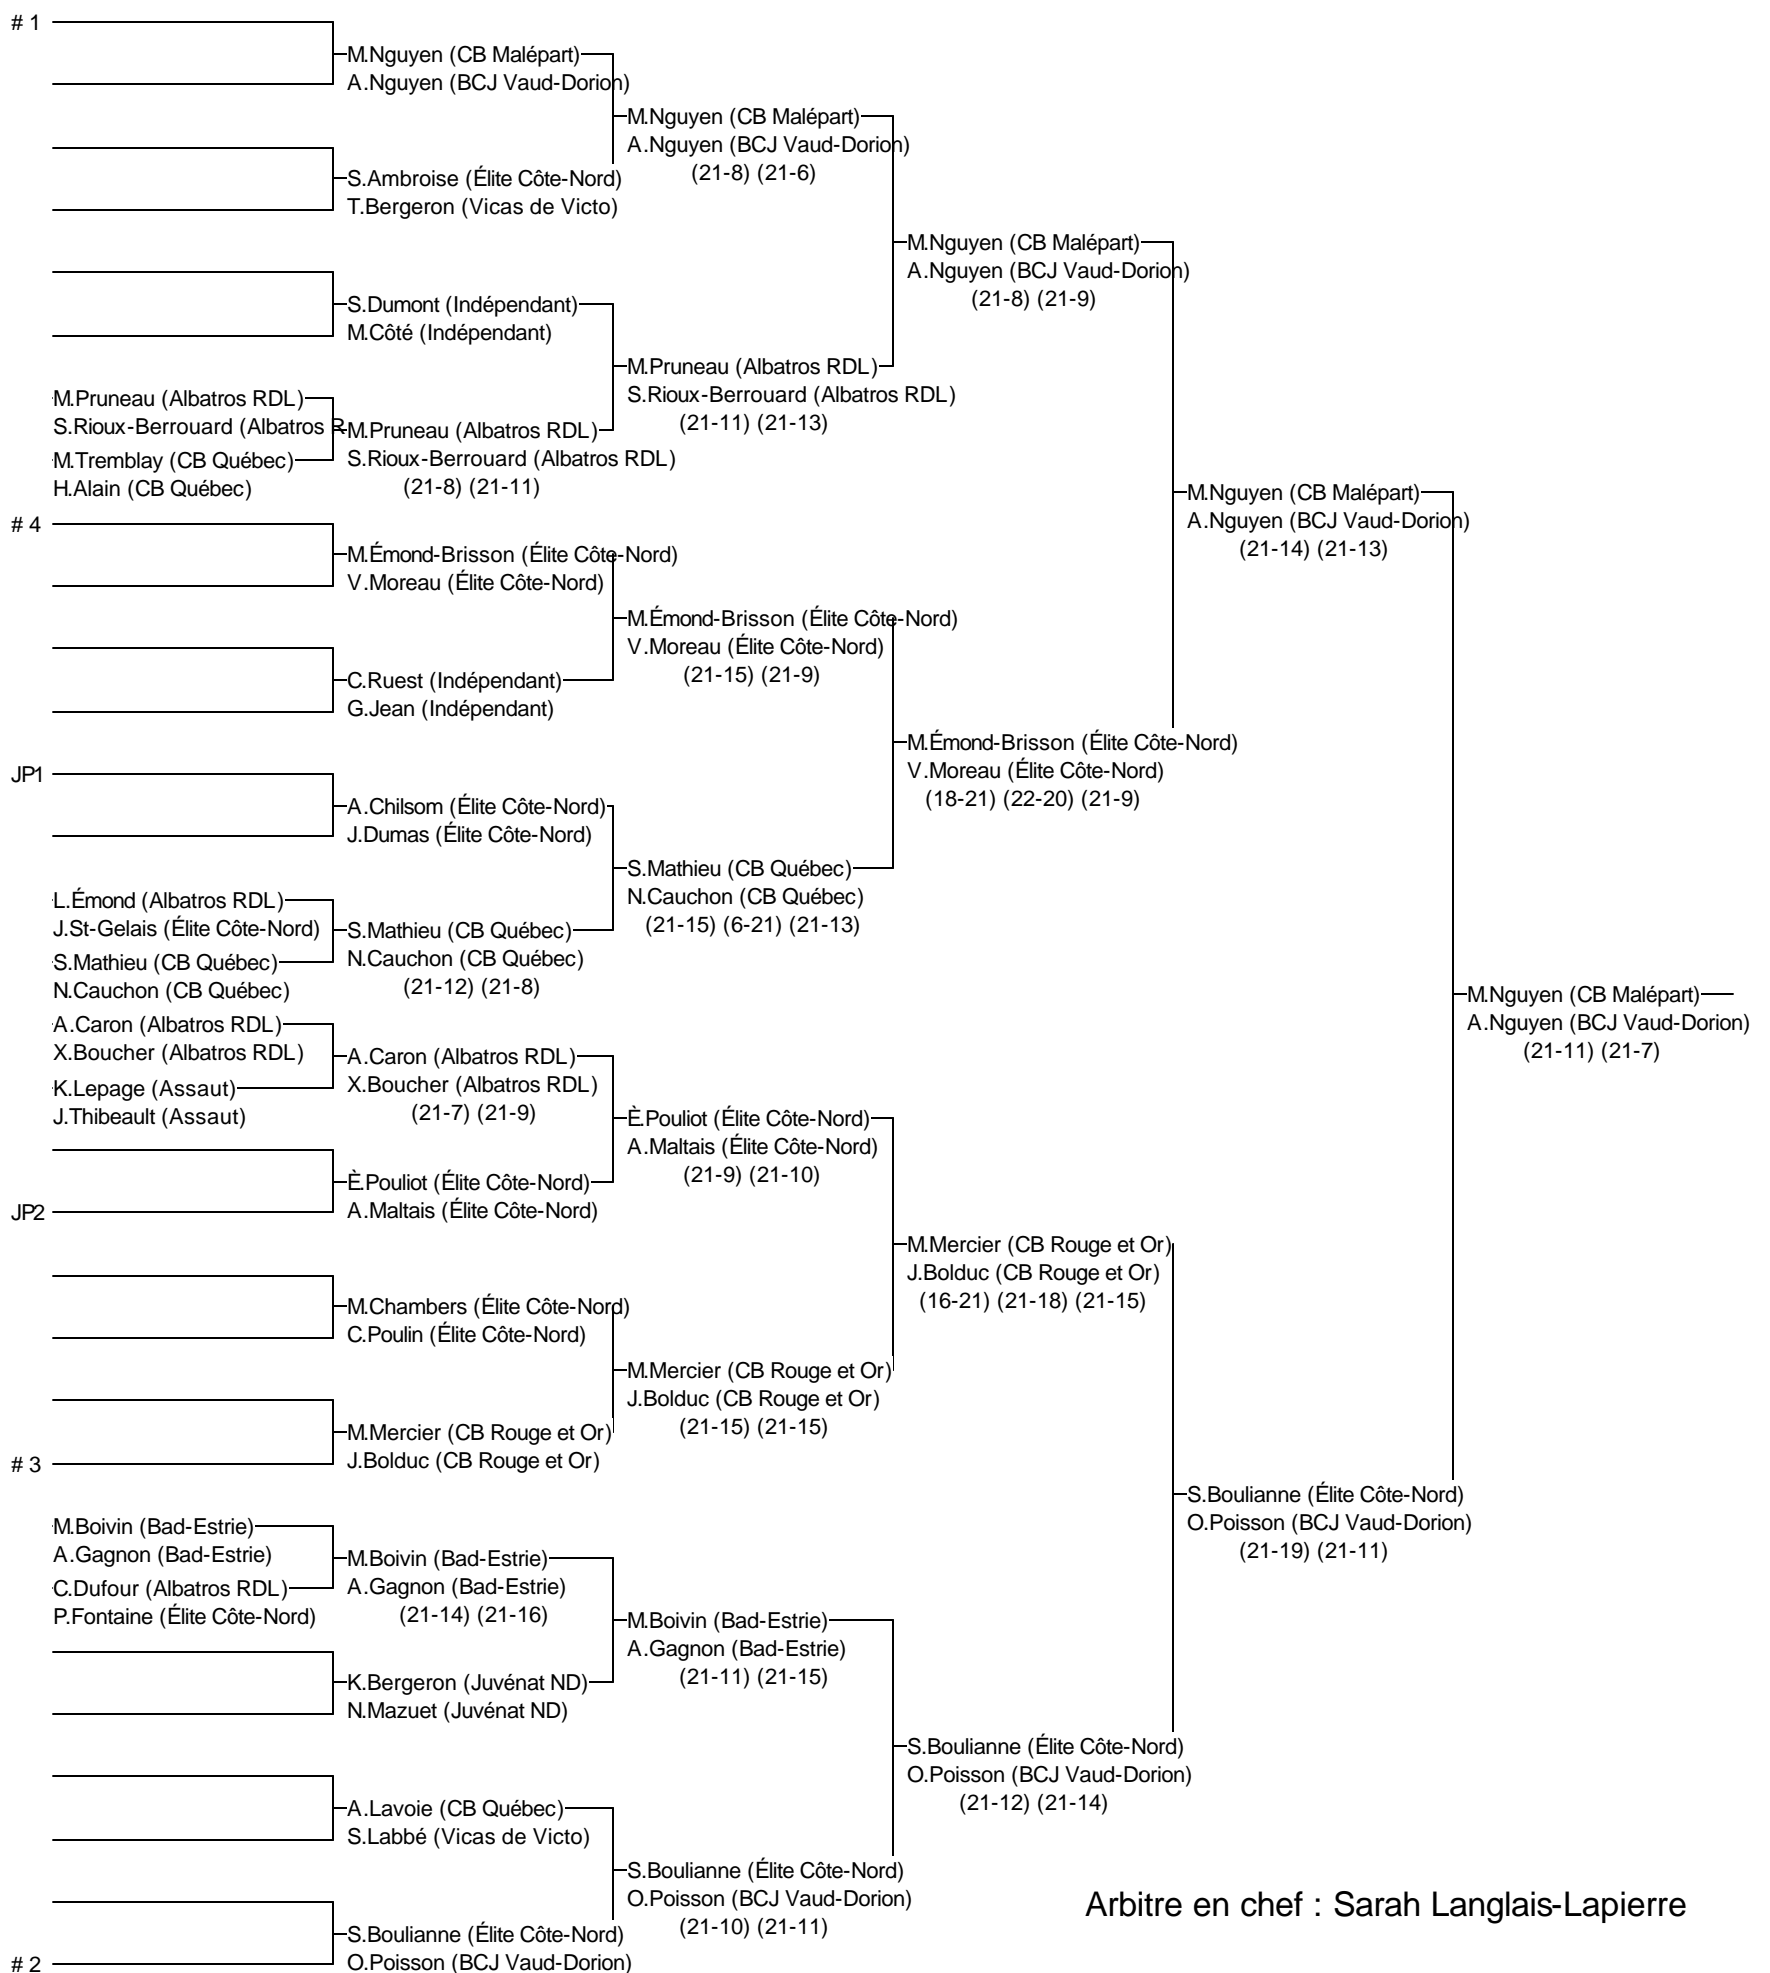 # 1
M.Nguyen (CB Malépart)
A.Nguyen (BCJ Vaud-Dorion)
M.Nguyen (CB Malépart)
A.Nguyen (BCJ Vaud-Dorion)
(21-8) (21-6)
S.Ambroise (Élite Côte-Nord)
T.Bergeron (Vicas de Victo)
M.Nguyen (CB Malépart)
A.Nguyen (BCJ Vaud-Dorion)
(21-8) (21-9)
S.Dumont (Indépendant)
M.Côté (Indépendant)
M.Pruneau (Albatros RDL)
S.Rioux-Berrouard (Albatros RDL)
(21-11) (21-13)
M.Pruneau (Albatros RDL)
S.Rioux-Berrouard (Albatros R
M.Tremblay (CB Québec)
H.Alain (CB Québec)
M.Pruneau (Albatros RDL)
S.Rioux-Berrouard (Albatros RDL)
(21-8) (21-11)
M.Nguyen (CB Malépart)
A.Nguyen (BCJ Vaud-Dorion)
(21-14) (21-13)
# 4
M.Émond-Brisson (Élite Côte-Nord)
V.Moreau (Élite Côte-Nord)
M.Émond-Brisson (Élite Côte-Nord)
V.Moreau (Élite Côte-Nord)
(21-15) (21-9)
C.Ruest (Indépendant)
G.Jean (Indépendant)
M.Émond-Brisson (Élite Côte-Nord)
V.Moreau (Élite Côte-Nord)
(18-21) (22-20) (21-9)
JP1
A.Chilsom (Élite Côte-Nord)
J.Dumas (Élite Côte-Nord)
S.Mathieu (CB Québec)
N.Cauchon (CB Québec)
(21-15) (6-21) (21-13)
L.Émond (Albatros RDL)
J.St-Gelais (Élite Côte-Nord)
S.Mathieu (CB Québec)
N.Cauchon (CB Québec)
S.Mathieu (CB Québec)
N.Cauchon (CB Québec)
(21-12) (21-8)
M.Nguyen (CB Malépart)
A.Nguyen (BCJ Vaud-Dorion)
(21-11) (21-7)
A.Caron (Albatros RDL)
X.Boucher (Albatros RDL)
K.Lepage (Assaut)
J.Thibeault (Assaut)
A.Caron (Albatros RDL)
X.Boucher (Albatros RDL)
(21-7) (21-9)
È.Pouliot (Élite Côte-Nord)
A.Maltais (Élite Côte-Nord)
(21-9) (21-10)
È.Pouliot (Élite Côte-Nord)
A.Maltais (Élite Côte-Nord)
JP2
M.Mercier (CB Rouge et Or)
J.Bolduc (CB Rouge et Or)
(16-21) (21-18) (21-15)
M.Chambers (Élite Côte-Nord)
C.Poulin (Élite Côte-Nord)
M.Mercier (CB Rouge et Or)
J.Bolduc (CB Rouge et Or)
(21-15) (21-15)
M.Mercier (CB Rouge et Or)
J.Bolduc (CB Rouge et Or)
# 3
S.Boulianne (Élite Côte-Nord)
O.Poisson (BCJ Vaud-Dorion)
(21-19) (21-11)
M.Boivin (Bad-Estrie)
A.Gagnon (Bad-Estrie)
C.Dufour (Albatros RDL)
P.Fontaine (Élite Côte-Nord)
M.Boivin (Bad-Estrie)
A.Gagnon (Bad-Estrie)
(21-14) (21-16)
M.Boivin (Bad-Estrie)
A.Gagnon (Bad-Estrie)
(21-11) (21-15)
K.Bergeron (Juvénat ND)
N.Mazuet (Juvénat ND)
S.Boulianne (Élite Côte-Nord)
O.Poisson (BCJ Vaud-Dorion)
(21-12) (21-14)
A.Lavoie (CB Québec)
S.Labbé (Vicas de Victo)
S.Boulianne (Élite Côte-Nord)
O.Poisson (BCJ Vaud-Dorion)
(21-10) (21-11)
Arbitre en chef : Sarah Langlais-Lapierre
S.Boulianne (Élite Côte-Nord)
O.Poisson (BCJ Vaud-Dorion)
# 2